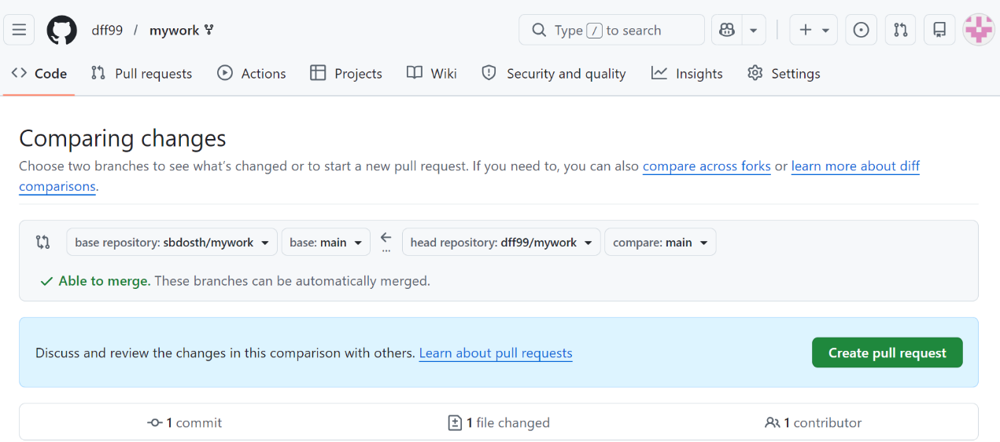 dff99 / mywork
Type / to search
Code Pull requests Actions Projects Wiki Security and quality Insights Settings
Comparing changes
Choose two branches to see what's changed or to start a new pull request. If you need to, you can also compare across forks or learn more about diff
comparisons.
base repository: sbdosth/mywork base: main ... head repository: dff99/mywork compare: main
Able to merge. These branches can be automatically merged.
Discuss and review the changes in this comparison with others. Learn about pull requests
Create pull request
1 commit 1 file changed 1 contributor